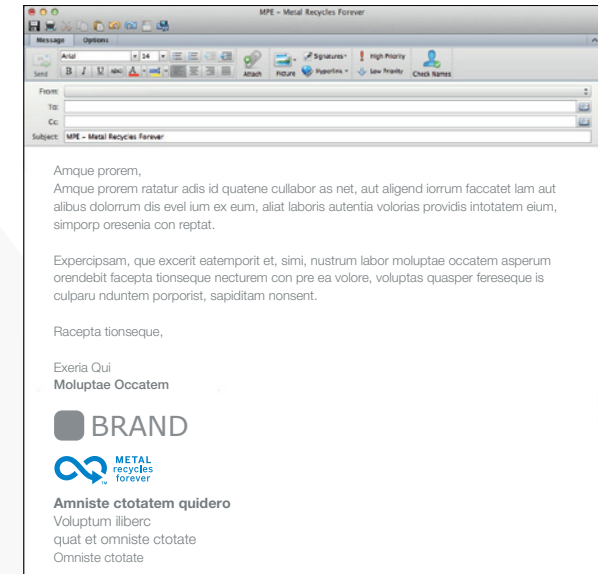 MPE – Metal Recycles Forever
Message Options
Arial 14 Signatures High Priority
Send B I U abc A Attach Picture Hyperlink Low Priority Check Names
From:
To:
Cc:
Subject: MPE – Metal Recycles Forever
Amque prorem,
Amque prorem ratatur adis id quatene cullabor as net, aut aligend iorrum faccatet lam aut
alibus dolorrum dis evel ium ex eum, aliat laboris autentia volorias providis intotatem eium,
simporp oresenia con reptat.
Expercipsam, que excerit eatemporit et, simi, nustrum labor moluptae occatem asperum
orendebit facepta tionseque necturem con pre ea volore, voluptas quasper fereseque is
culparu nduntem porporist, sapiditam nonsent.
Racepta tionseque,
Exeria Qui
Moluptae Occatem
BRAND
METAL
recycles
forever
TM
Amniste ctotatem quidero
Voluptum iliberc
quat et omniste ctotate
Omniste ctotate